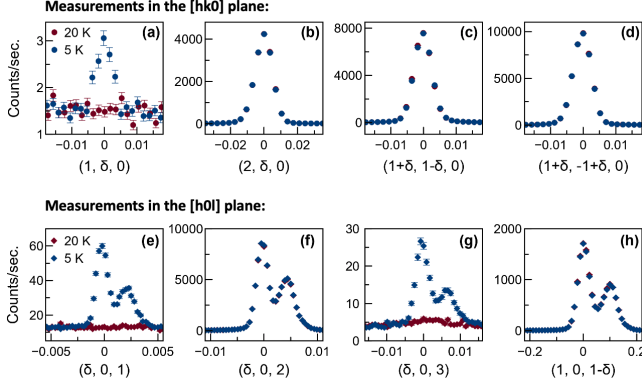 Measurements in the [hk0] plane:
20 K
5 K
(a)
(b)
(c)
(d)
Counts/sec.
3
2
1
4000
2000
0
8000
4000
0
10000
5000
0
−0.01 0 0.01
−0.02 0 0.02
−0.01 0 0.01
−0.01 0 0.01
(1, δ, 0)
(2, δ, 0)
(1+δ, 1-δ, 0)
(1+δ, -1+δ, 0)
Measurements in the [h0l] plane:
20 K
5 K
(e)
(f)
20 K
5 K
(g)
(h)
Counts/sec.
60
40
20
10000
5000
0
30
20
10
0
2000
1000
0
−0.005 0 0.005
−0.01 0 0.01
−0.01 0 0.01
−0.2 0 0.2
(δ, 0, 1)
(δ, 0, 2)
(δ, 0, 3)
(1, 0, 1-δ)